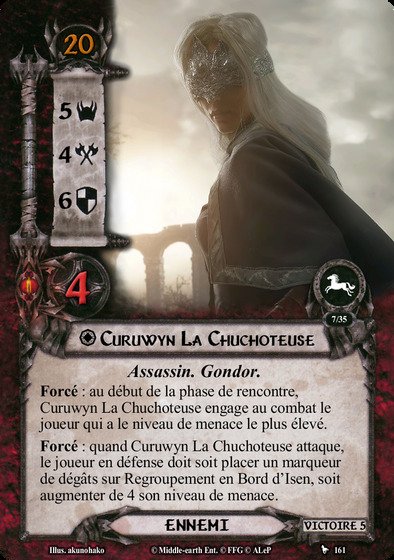 20
5
4
6
4
7/35
Curuwyn La Chuchoteuse
Assassin. Gondor.
Forcé : au début de la phase de rencontre,
Curuwyn La Chuchoteuse engage au combat le
joueur qui a le niveau de menace le plus élevé.
Forcé : quand Curuwyn La Chuchoteuse attaque,
le joueur en défense doit soit placer un marqueur
de dégâts sur Regroupement en Bord d’Isen, soit
augmenter de 4 son niveau de menace.
ENNEMI
VICTOIRE 5
Illus. akunohako
© Middle-earth Ent. © FFG © ALeP
161